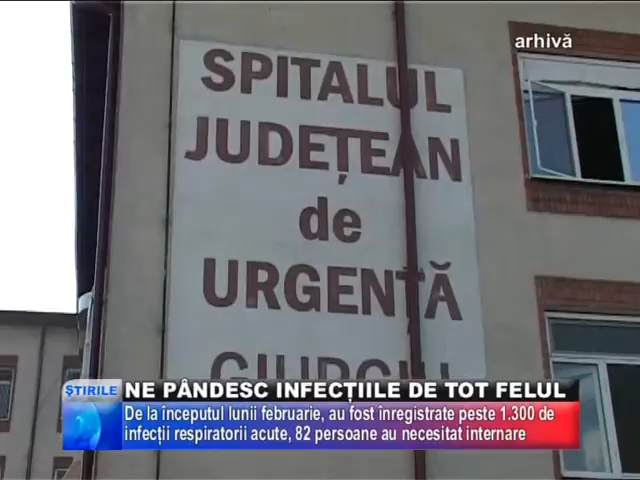 arhivă
SPITALUL
JUDEȚEAN
de
URGENȚĂ
GIURGIU
ȘTIRILE
NE PÂNDESC INFECȚIILE DE TOT FELUL
De la începutul lunii februarie, au fost înregistrate peste 1.300 de
infecții respiratorii acute, 82 persoane au necesitat internare